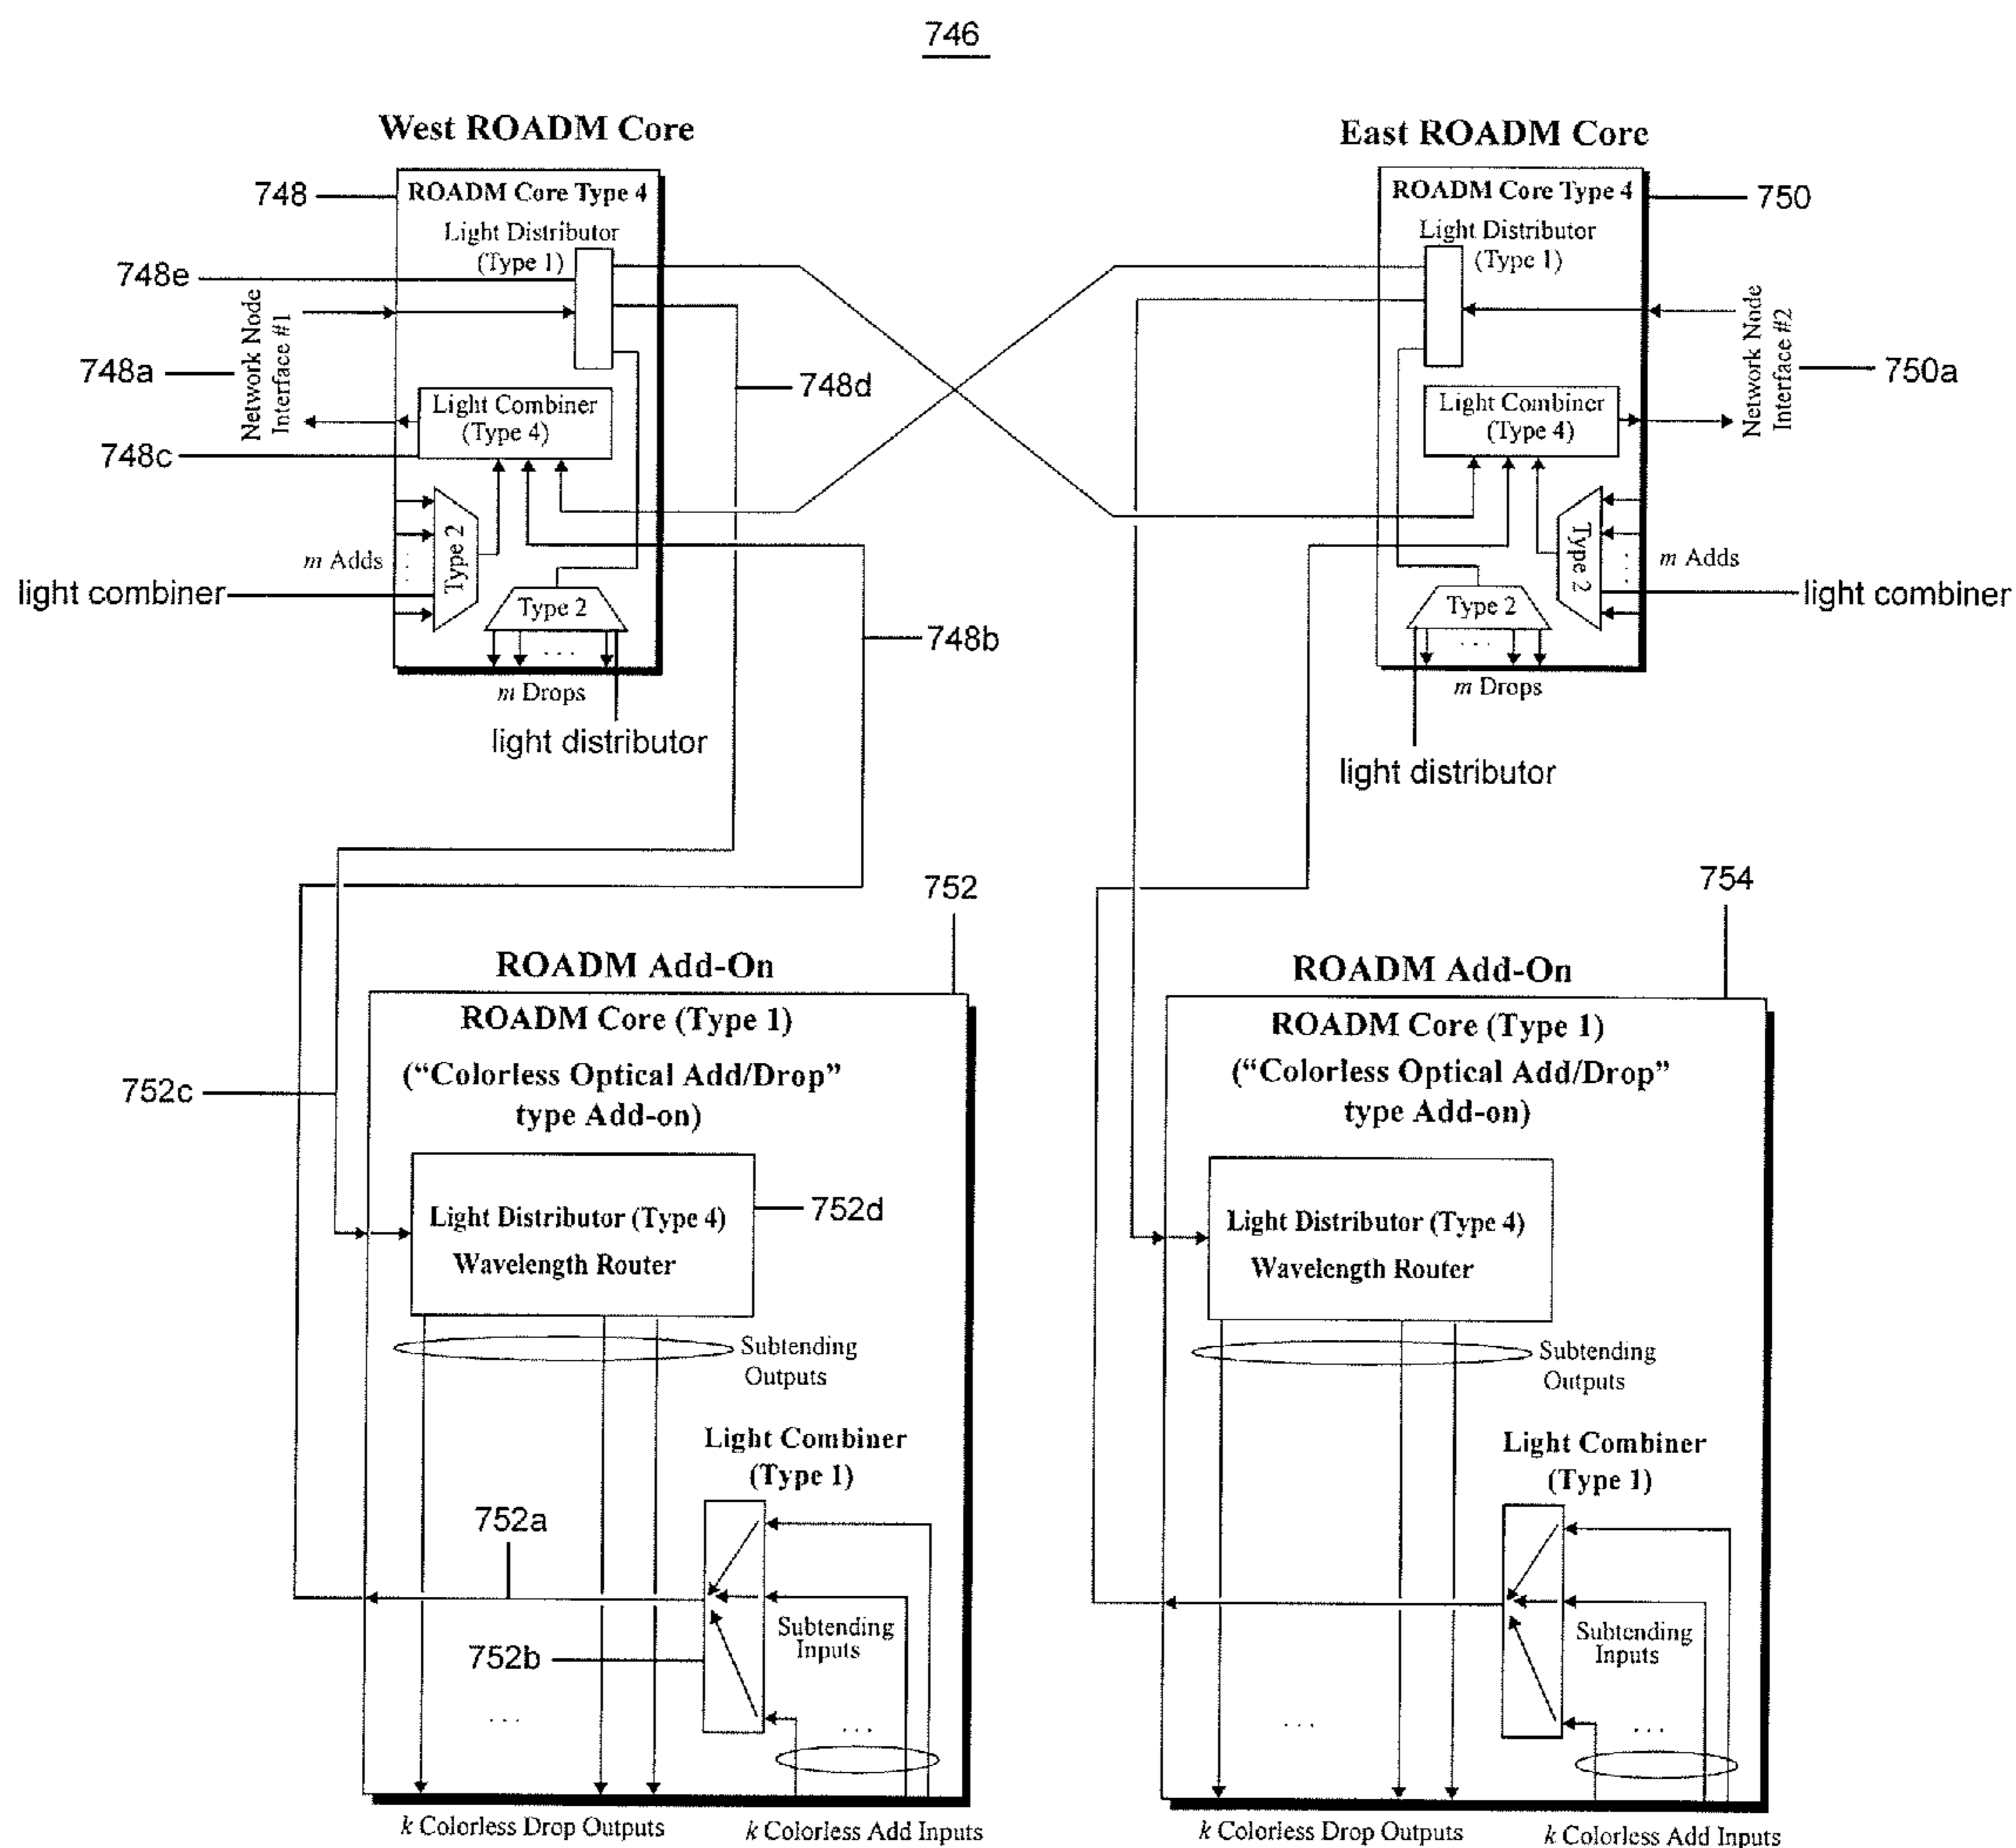 746
West ROADM Core
East ROADM Core
748
ROADM Core Type 4
Light Distributor
(Type 1)
748e
Network Node
Interface #1
748a
Light Combiner
(Type 4)
748c
748d
m Adds
Type 2
light combiner
Type 2
...
m Drops
light distributor
748b
ROADM Core Type 4
750
Light Distributor
(Type 1)
Network Node
Interface #2
750a
Light Combiner
(Type 4)
Type 2
m Adds
light combiner
Type 2
...
m Drops
light distributor
752
754
ROADM Add-On
ROADM Core (Type 1)
("Colorless Optical Add/Drop"
type Add-on)
752c
Light Distributor (Type 4)
Wavelength Router
752d
Subtending
Outputs
Light Combiner
(Type 1)
752a
752b
Subtending
Inputs
...
...
k Colorless Drop Outputs
k Colorless Add Inputs
ROADM Add-On
ROADM Core (Type 1)
("Colorless Optical Add/Drop"
type Add-on)
Light Distributor (Type 4)
Wavelength Router
Subtending
Outputs
Light Combiner
(Type 1)
Subtending
Inputs
...
...
k Colorless Drop Outputs
k Colorless Add Inputs